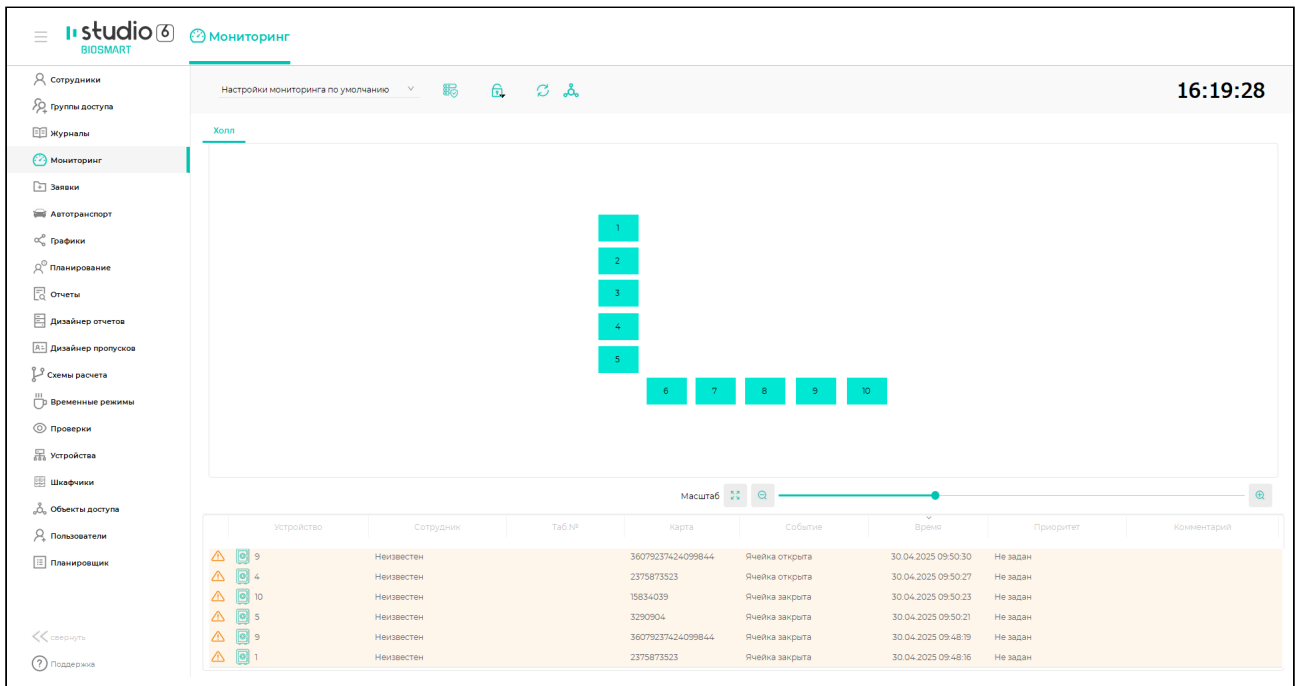 studio 6
BIOSMART
Мониторинг
Сотрудники
Группы доступа
Журналы
Мониторинг
Заявки
Автотранспорт
Графики
Планирование
Отчеты
Дизайнер отчетов
Дизайнер пропусков
Схемы расчета
Временные режимы
Проверки
Устройства
Шкафчики
Объекты доступа
Пользователи
Планировщик
свернуть
Поддержка
Настройки мониторинга по умолчанию
16:19:28
Холл
1
2
3
4
5
6 7 8 9 10
Масштаб
Устройство Сотрудник Таб.№ Карта Событие Время Приоритет Комментарий
9 Неизвестен 36079237424099844 Ячейка открыта 30.04.2025 09:50:30 Не задан
4 Неизвестен 2375873523 Ячейка открыта 30.04.2025 09:50:27 Не задан
10 Неизвестен 15834039 Ячейка закрыта 30.04.2025 09:50:23 Не задан
5 Неизвестен 3290904 Ячейка закрыта 30.04.2025 09:50:21 Не задан
9 Неизвестен 36079237424099844 Ячейка закрыта 30.04.2025 09:48:19 Не задан
1 Неизвестен 2375873523 Ячейка закрыта 30.04.2025 09:48:16 Не задан